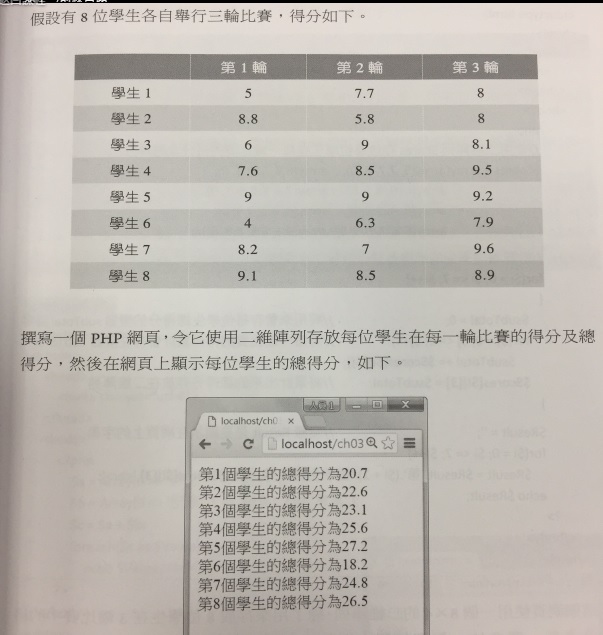 假設有 8 位學生各自舉行三輪比賽，得分如下。
第 1 輪 第 2 輪 第 3 輪
學生 1 5 7.7 8
學生 2 8.8 5.8 8
學生 3 6 9 8.1
學生 4 7.6 8.5 9.5
學生 5 9 9 9.2
學生 6 4 6.3 7.9
學生 7 8.2 7 9.6
學生 8 9.1 8.5 8.9
撰寫一個 PHP 網頁，令它使用二維陣列存放每位學生在每一輪比賽的得分及總
得分，然後在網頁上顯示每位學生的總得分，如下。
localhost/ch0
localhost/ch03
第1個學生的總得分為20.7
第2個學生的總得分為22.6
第3個學生的總得分為23.1
第4個學生的總得分為25.6
第5個學生的總得分為27.2
第6個學生的總得分為18.2
第7個學生的總得分為24.8
第8個學生的總得分為26.5